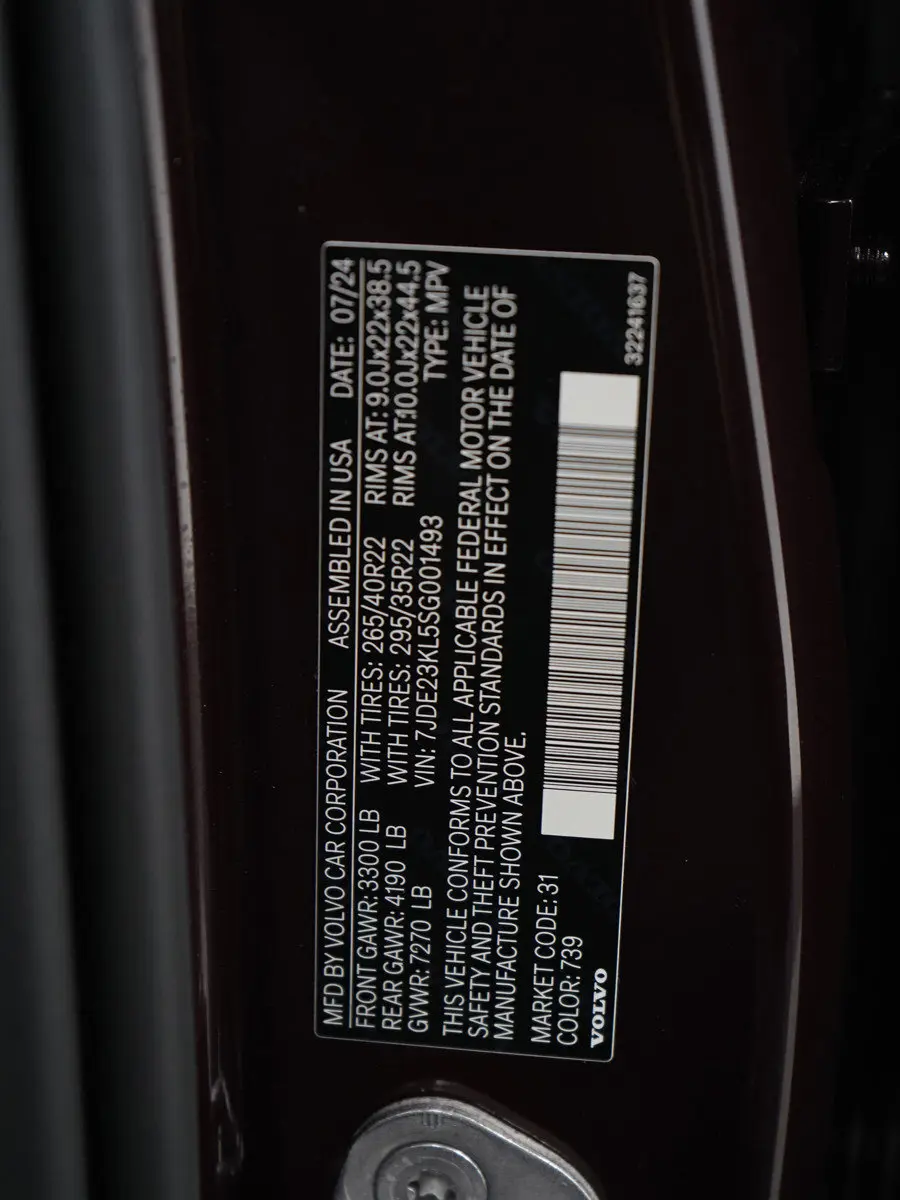 MFD BY VOLVO CAR CORPORATION ASSEMBLED IN USA DATE: 07/24
FRONT GAWR: 3300 LB WITH TIRES: 265/40R22 RIMS AT: 9.0Jx22x38.5
REAR GAWR: 4190 LB WITH TIRES: 295/35R22 RIMS AT:10.0Jx22x44.5
GVWR: 7270 LB VIN: 7JDE23KL5SG001493 TYPE: MPV
THIS VEHICLE CONFORMS TO ALL APPLICABLE FEDERAL MOTOR VEHICLE
SAFETY AND THEFT PREVENTION STANDARDS IN EFFECT ON THE DATE OF
MANUFACTURE SHOWN ABOVE.
MARKET CODE: 31
COLOR: 739
VOLVO
32241637